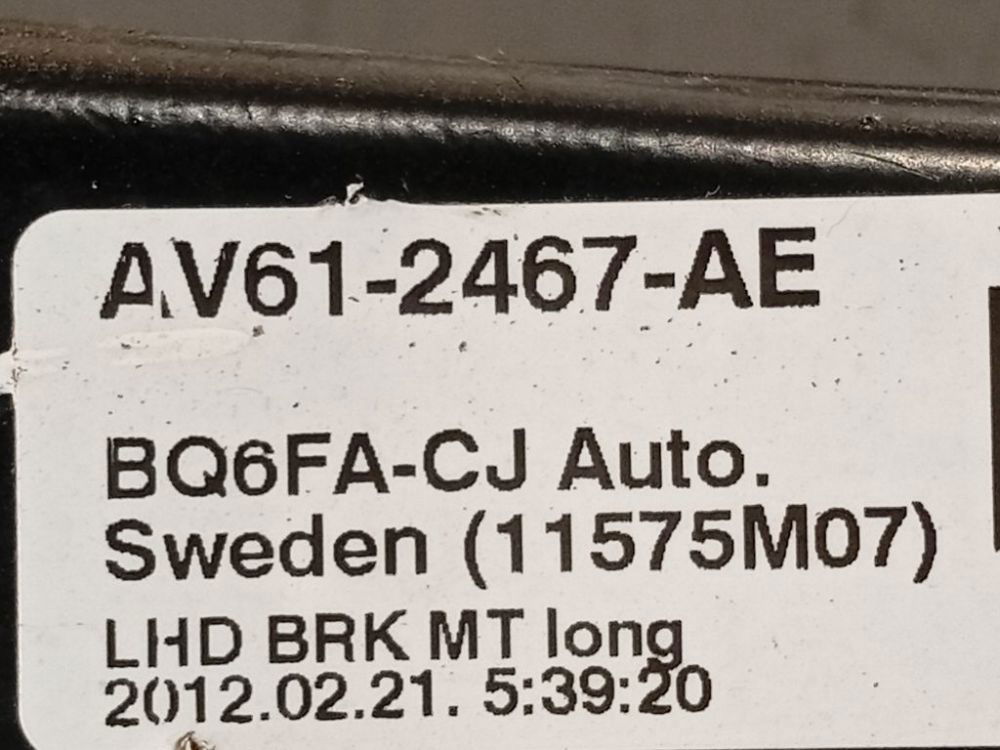 AV61-2467-AE
BQ6FA-CJ Auto.
Sweden (11575M07)
LHD BRK MT long
2012.02.21. 5:39:20